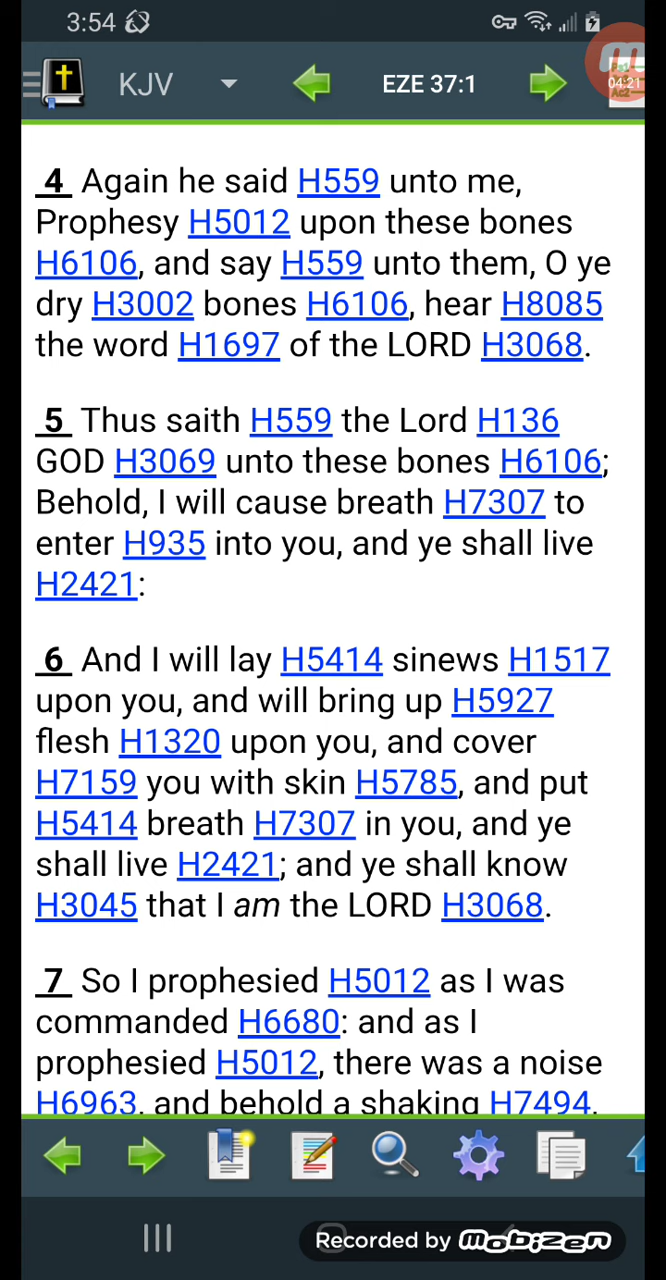 3:54
KJV
EZE 37:1
04:21
4 Again he said H559 unto me,
Prophesy H5012 upon these bones
H6106, and say H559 unto them, O ye
dry H3002 bones H6106, hear H8085
the word H1697 of the LORD H3068.
5 Thus saith H559 the Lord H136
GOD H3069 unto these bones H6106;
Behold, I will cause breath H7307 to
enter H935 into you, and ye shall live
H2421:
6 And I will lay H5414 sinews H1517
upon you, and will bring up H5927
flesh H1320 upon you, and cover
H7159 you with skin H5785, and put
H5414 breath H7307 in you, and ye
shall live H2421; and ye shall know
H3045 that I am the LORD H3068.
7 So I prophesied H5012 as I was
commanded H6680: and as I
prophesied H5012, there was a noise
H6963, and behold a shaking H7494,
Recorded by mobizen